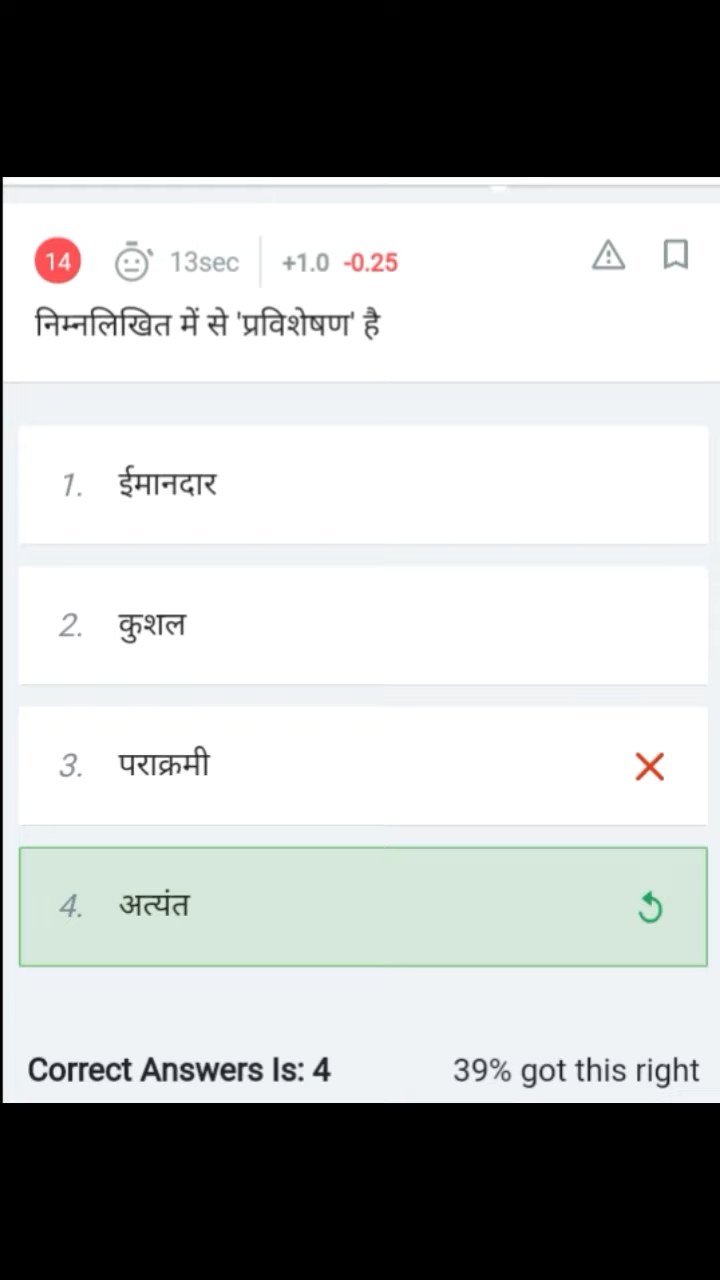 14 13sec +1.0 -0.25
निम्नलिखित में से 'प्रविशेषण' है
1. ईमानदार
2. कुशल
3. पराक्रमी
4. अत्यंत
Correct Answers Is: 4 39% got this right